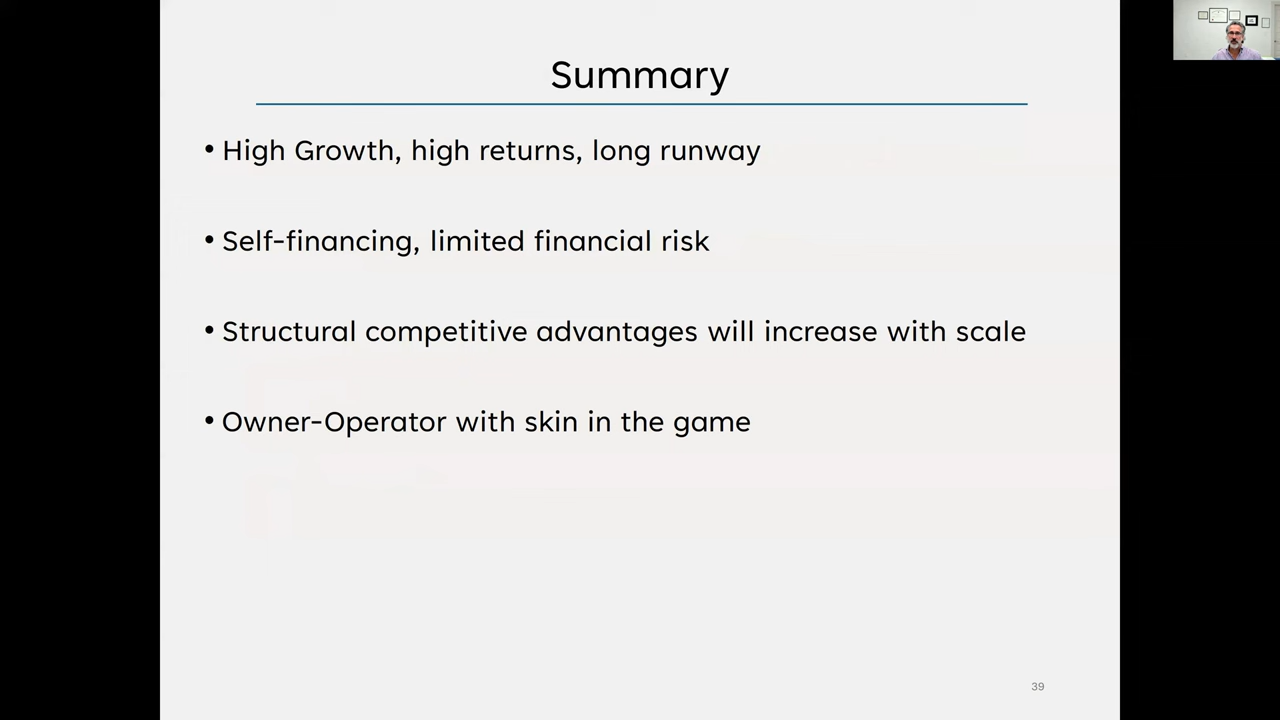 Summary
• High Growth, high returns, long runway
• Self-financing, limited financial risk
• Structural competitive advantages will increase with scale
• Owner-Operator with skin in the game
39